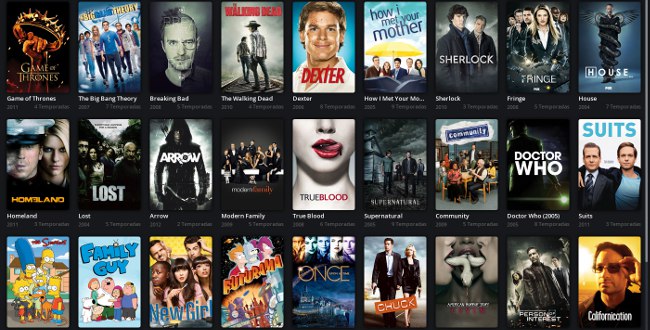 GAME OF
THRONES
The BIG BANG THEORY
THE WALKING DEAD
DEXTER
how i met your mother
SHERLOCK
FRINGE
FOX
HOUSE
FOX
Game of Thrones
The Big Bang Theory
Breaking Bad
The Walking Dead
Dexter
How I Met Your Mo...
Sherlock
Fringe
House
2011 4 Temporadas
2007 Temporadas
2008 5 Temporadas
2010 4 Temporadas
2006 8 Temporadas
2005 9 Temporadas
2010 3 Temporadas
2008 5 Temporadas
2004 Temporadas
HOMELAND
LOST
ARROW
modern family
TRUEBLOOD
SUPERNATURAL
community
DOCTOR WHO
SUITS
Homeland
Lost
Arrow
Modern Family
True Blood
Supernatural
Community
Doctor Who (2005)
Suits
2011 3 Temporadas
2004 Temporadas
2012 2 Temporadas
2009 5 Temporadas
2008 Temporadas
2005 9 Temporadas
2009 5 Temporadas
2005 8 Temporadas
2011 3 Temporadas
The SIMPSONS
FAMILY GUY
New Girl
FUTURAMA
ONCE
CHUCK
AMERICAN HORROR STORY
PERSON OF INTEREST
Californication